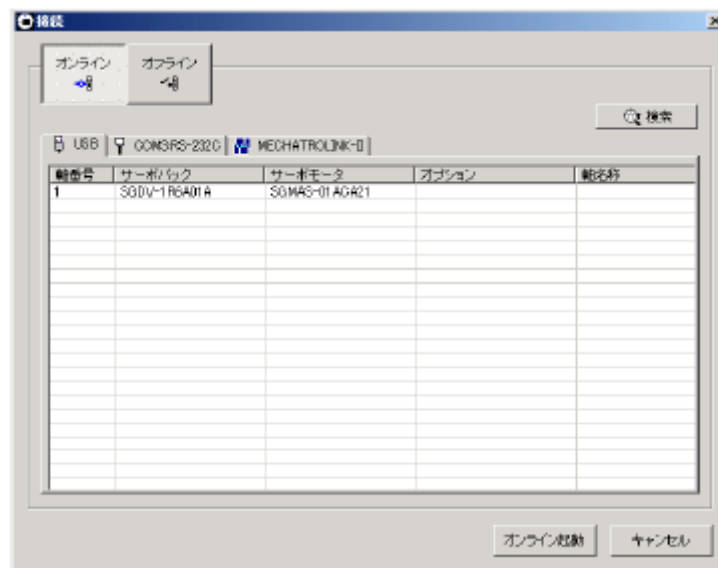 接続
オンライン オフライン
検索
USB COM3RS-232C MECHATROLINK-II
軸番号 サーボパック サーボモータ オプション 軸名称
1 SGDV-1R6A01A SGMAS-01ACA21
オンライン起動 キャンセル